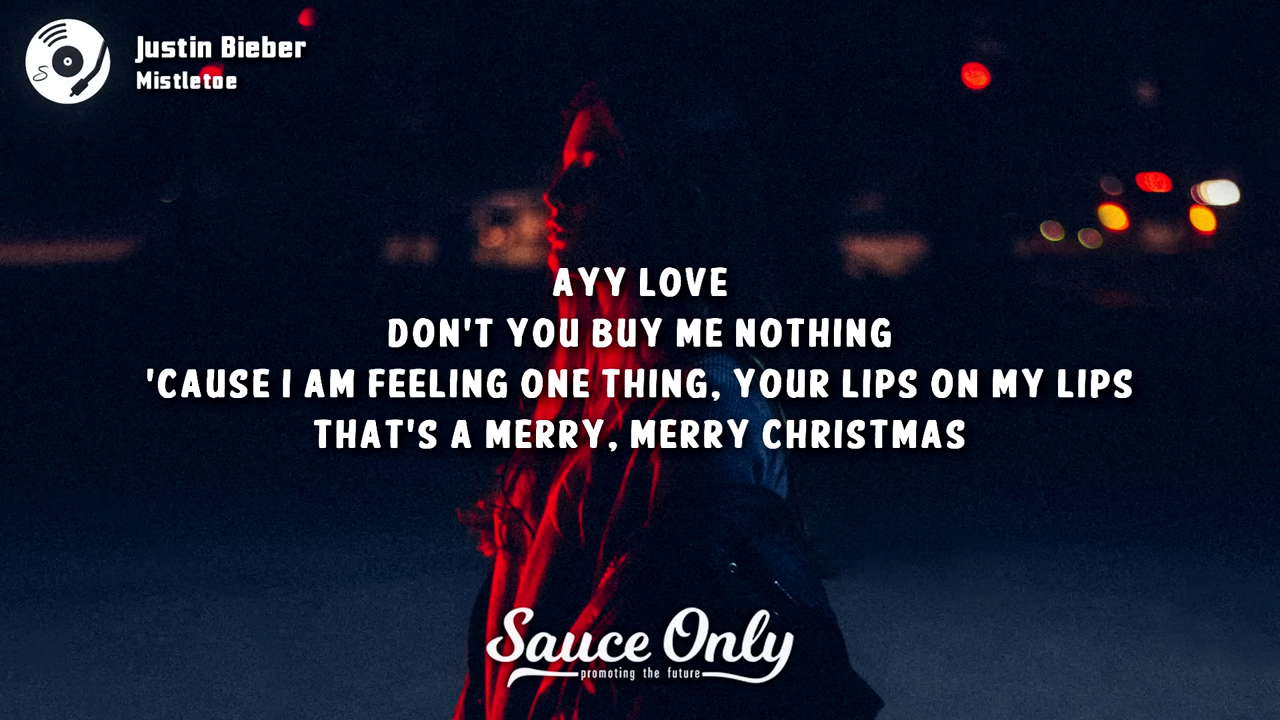 Justin Bieber
Mistletoe
AYY LOVE
DON'T YOU BUY ME NOTHING
'CAUSE I AM FEELING ONE THING, YOUR LIPS ON MY LIPS
THAT'S A MERRY, MERRY CHRISTMAS
Sauce Only
promoting the future